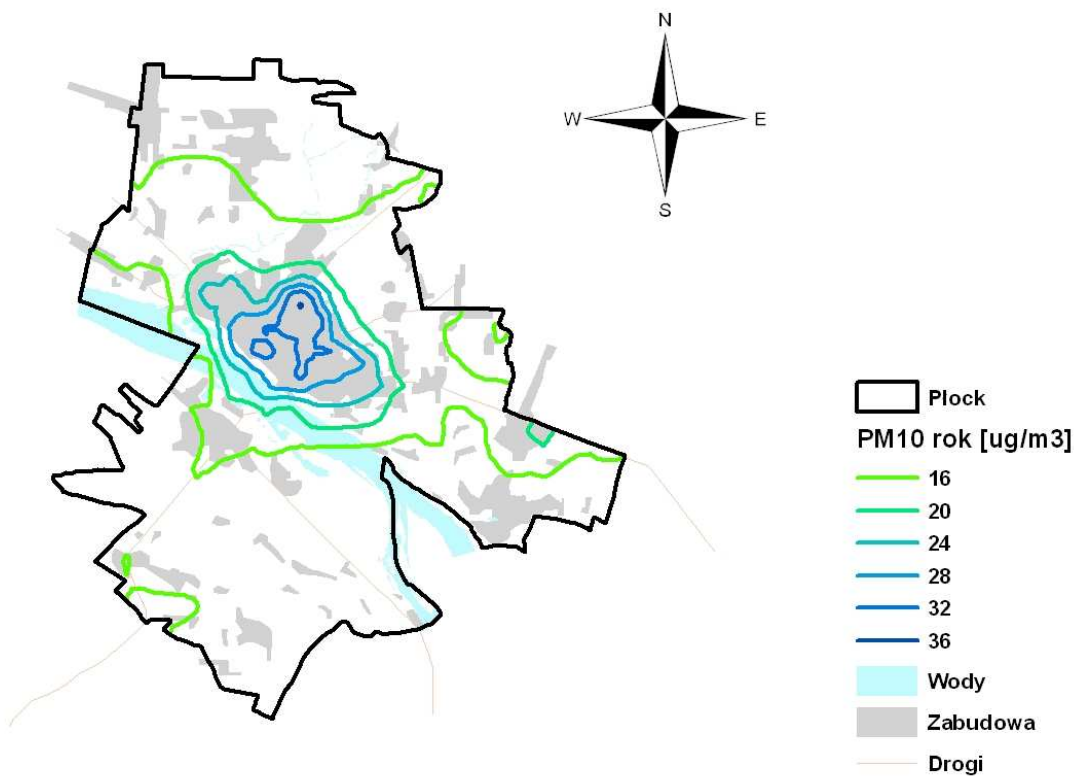 N
W
E
S
Plock
PM10 rok [ug/m3]
16
20
24
28
32
36
Wody
Zabudowa
Drogi